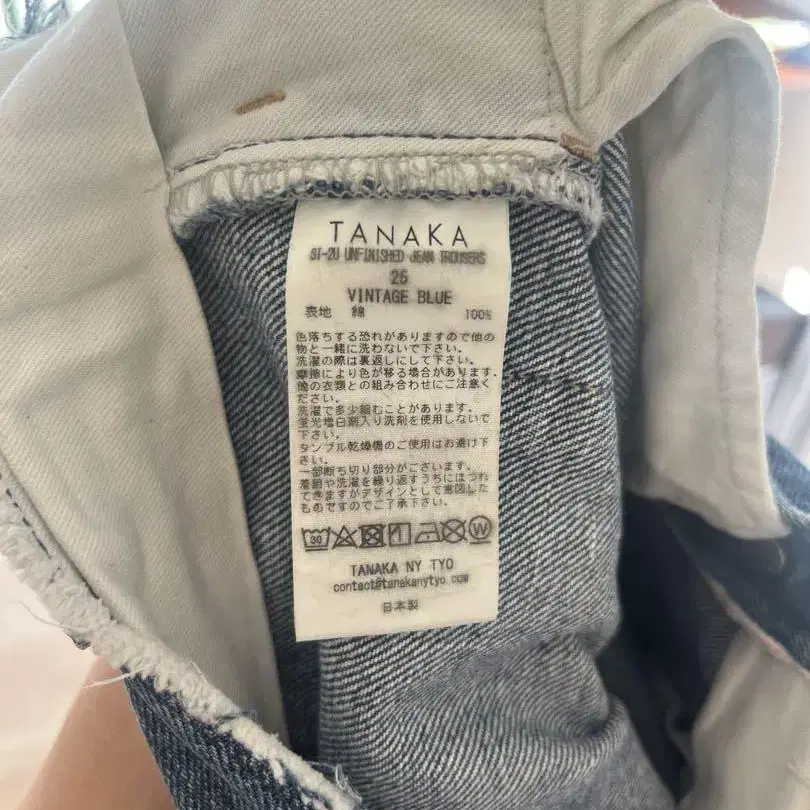 TANAKA
ST-2U UNFINISHED JEAN TROUSERS
26
VINTAGE BLUE
表地 綿 100%
色落ちする恐れがありますので他の
物と一緒に洗わないで下さい。
洗濯の際は裏返しにして下さい。
摩擦により色が移る場合があります。
他の衣類との組み合わせにご注意く
ださい。
洗濯で多少縮むことがあります。
蛍光増白剤入り洗剤を使用しないで
下さい。
タンブル乾燥機のご使用はお避け下
さい。
一部断ち切り部分がございます。
着用や洗濯を繰り返すうちにほつれ
てきますがデザインとして意図した
ものですのでご了承下さい。
30 W
TANAKA NY TYO
contact@tanakanytyo.com
日本製